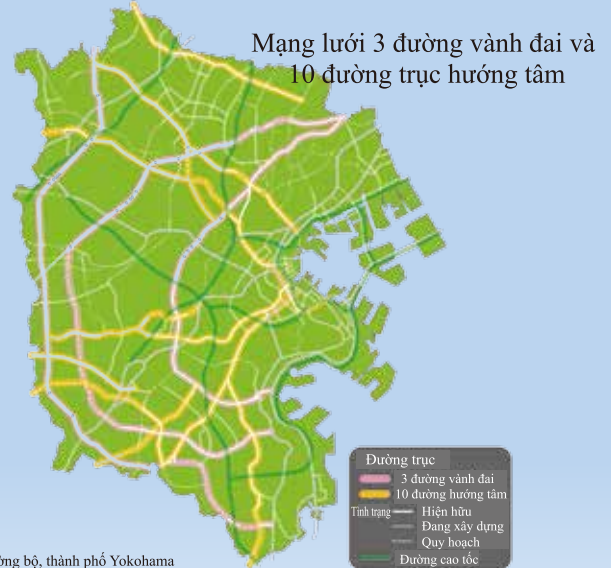 Mạng lưới 3 đường vành đai và
10 đường trục hướng tâm
Đường trục
3 đường vành đai
10 đường hướng tâm
Tình trạng Hiện hữu
Đang xây dựng
Quy hoạch
Đường cao tốc
bộ, thành phố Yokohama